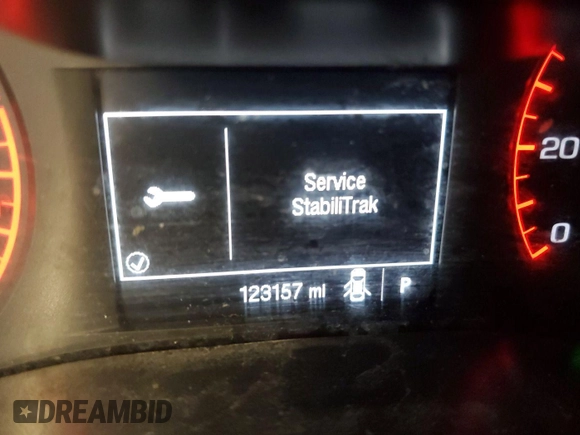 Service
StabiliTrak
20
0
123157 mi
P
DREAMBID